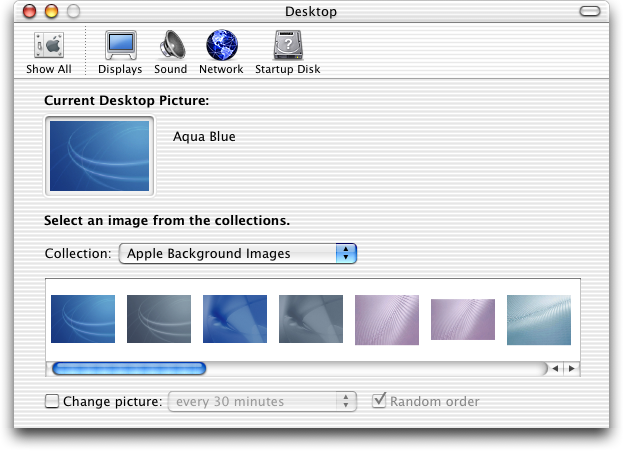 Desktop
Show All Displays Sound Network Startup Disk
Current Desktop Picture:
Aqua Blue
Select an image from the collections.
Collection: Apple Background Images
Change picture: every 30 minutes Random order